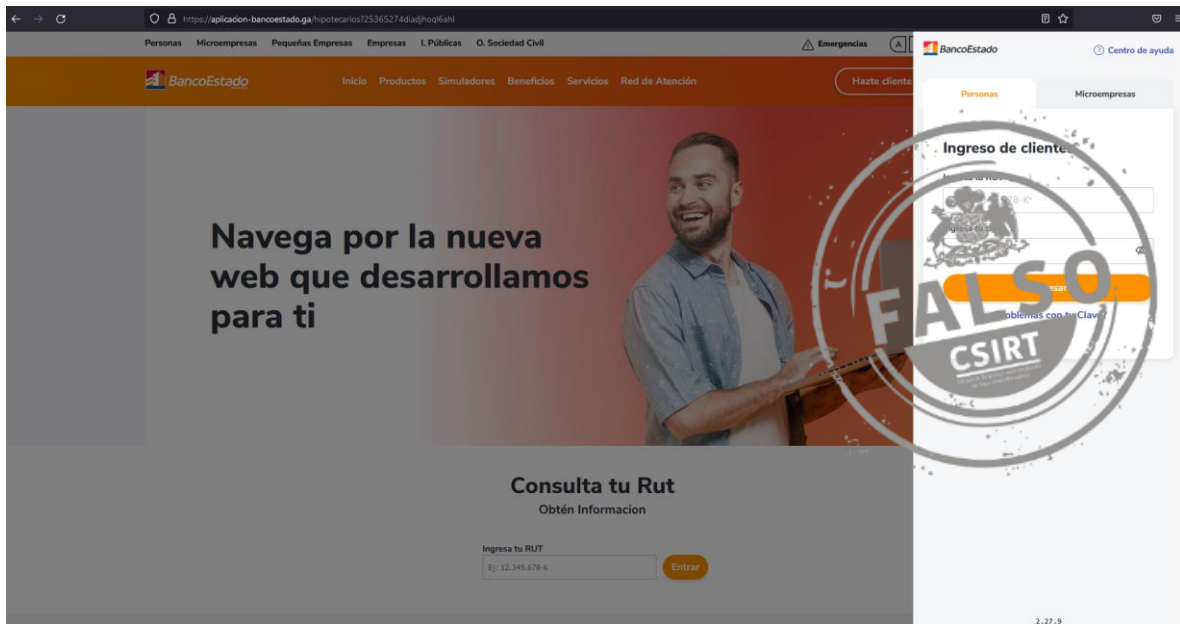 https://aplicacion-bancoestado.ga/hipotecarios?25365274diadjhoql6ahl
Personas Microempresas Pequeñas Empresas Empresas I. Públicas O. Sociedad Civil Emergencias A
BancoEstado Inicio Productos Simuladores Beneficios Servicios Red de Atención Hazte cliente
BancoEstado Centro de ayuda
Personas Microempresas
Ingreso de clientes
FALSO
CSIRT
Navega por la nueva
web que desarrollamos
para ti
Consulta tu Rut
Obtén Informacion
Ingresa tu RUT
Ej: 12.345.678-K Entrar
2.27.9